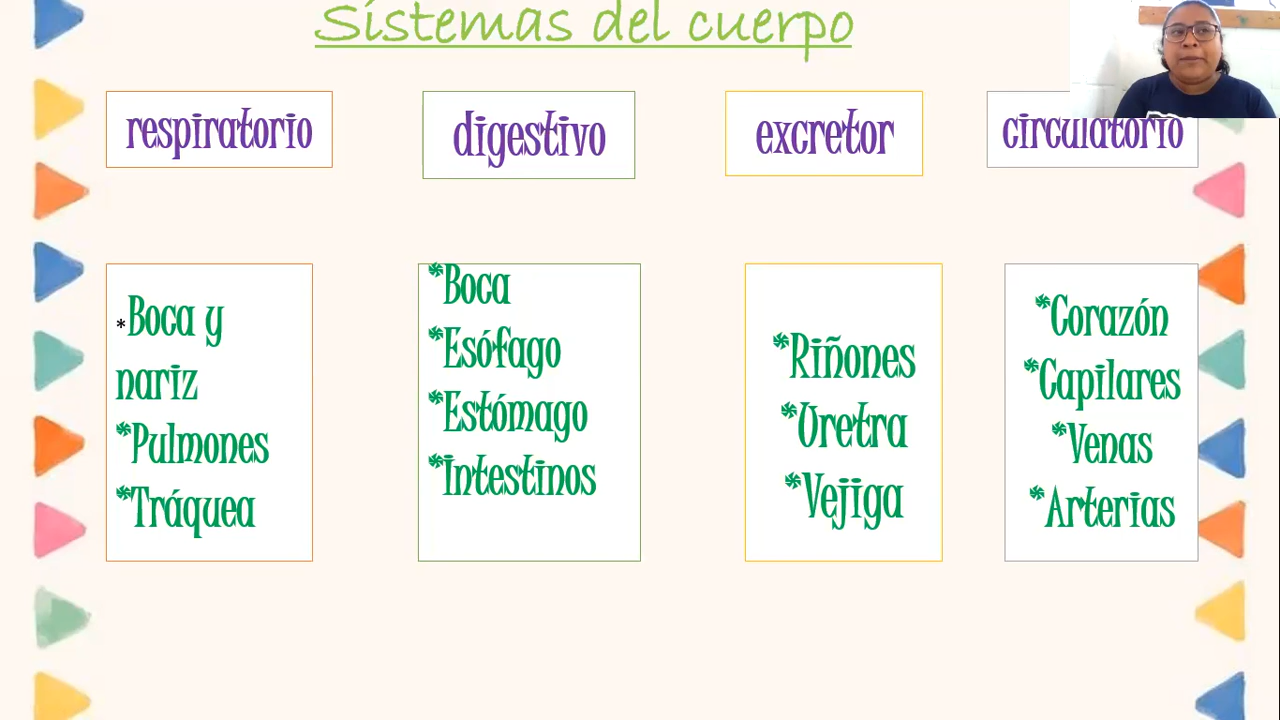 Sistemas del cuerpo
respiratorio
digestivo
excretor
circulatorio
*Boca y
nariz
*Pulmones
*Tráquea
*Boca
*Esófago
*Estómago
*Intestinos
*Riñones
*Uretra
*Vejiga
*Corazón
*Capilares
*Venas
*Arterias